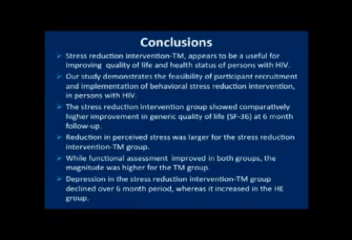 Conclusions
Stress reduction intervention-TM, appears to be a useful for
improving quality of life and health status of persons with HIV.
Our study demonstrates the feasibility of participant recruitment
and implementation of behavioral stress reduction intervention,
in persons with HIV.
The stress reduction intervention group showed comparatively
higher improvement in generic quality of life (SF-36) at 6 month
follow-up.
Reduction in perceived stress was larger for the stress reduction
intervention-TM group.
While functional assessment improved in both groups, the
magnitude was higher for the TM group.
Depression in the stress reduction intervention-TM group
declined over 6 month period, whereas it increased in the HE
group.